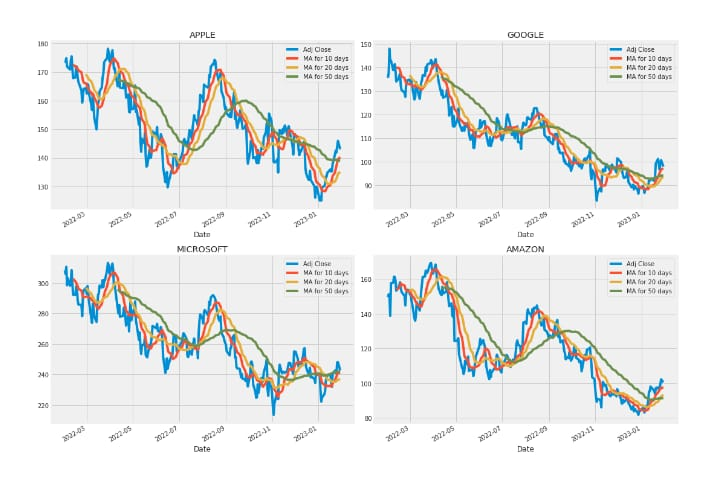 APPLE
180
170
160
150
140
130
Adj Close
MA for 10 days
MA for 20 days
MA for 50 days
2022-03
2022-05
2022-07
2022-09
2022-11
2023-01
Date
GOOGLE
150
140
130
120
110
100
90
Adj Close
MA for 10 days
MA for 20 days
MA for 50 days
2022-03
2022-05
2022-07
2022-09
2022-11
2023-01
Date
MICROSOFT
300
280
260
240
220
Adj Close
MA for 10 days
MA for 20 days
MA for 50 days
2022-03
2022-05
2022-07
2022-09
2022-11
2023-01
Date
AMAZON
160
140
120
100
80
Adj Close
MA for 10 days
MA for 20 days
MA for 50 days
2022-03
2022-05
2022-07
2022-09
2022-11
2023-01
Date